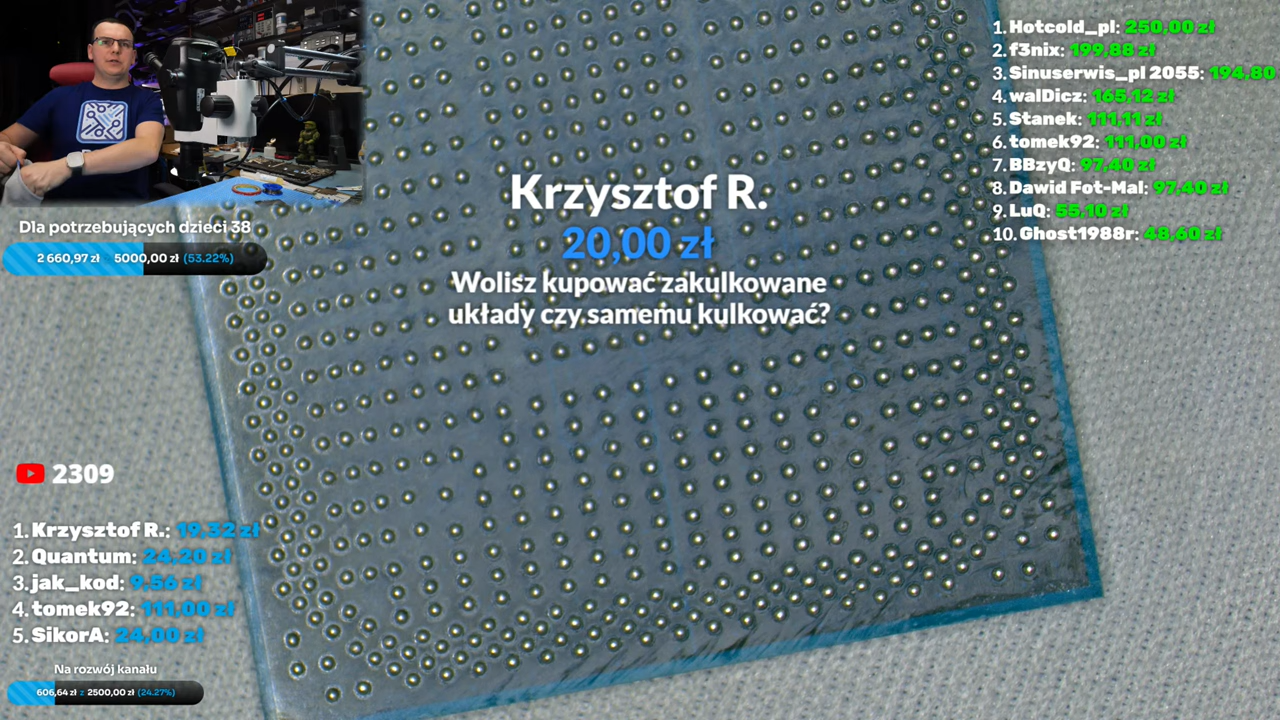 Krzysztof R.
20,00 zł
Wolisz kupować zakulkowane
układy czy samemu kulkować?
1. Hotcold_pl: 250,00 zł
2. f3nix: 199,88 zł
3. Sinuserwis_pl 2055: 194,80
4. walDicz: 165,12 zł
5. Stanek: 111,11 zł
6. tomek92: 111,00 zł
7. BBzyQ: 97,40 zł
8. Dawid Fot-Mal: 97,40 zł
9. LuQ: 55,10 zł
10. Ghost1988r: 48,60 zł
Dla potrzebujących dzieci 38
2 660,97 zł z 5000,00 zł (53.22%)
2309
1. Krzysztof R.: 19,32 zł
2. Quantum: 24,20 zł
3. jak_kod: 9,56 zł
4. tomek92: 111,00 zł
5. SikorA: 24,00 zł
Na rozwój kanału
606,64 zł z 2500,00 zł (24.27%)